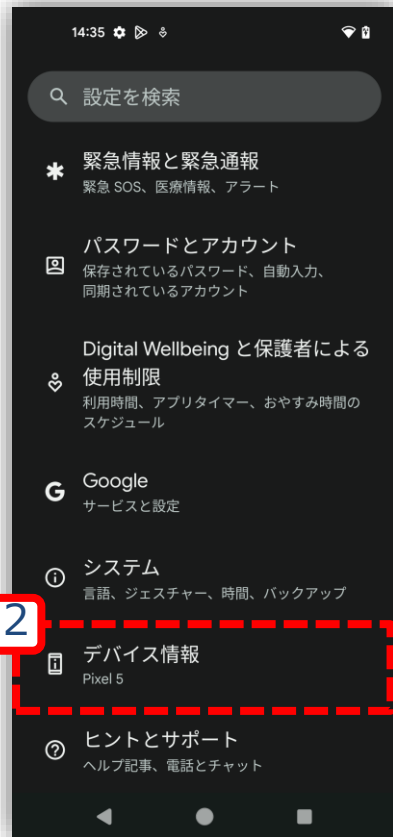 14:35
設定を検索
緊急情報と緊急通報
緊急 SOS、医療情報、アラート
パスワードとアカウント
保存されているパスワード、自動入力、
同期されているアカウント
Digital Wellbeing と保護者による
使用制限
利用時間、アプリタイマー、おやすみ時間の
スケジュール
Google
サービスと設定
システム
言語、ジェスチャー、時間、バックアップ
2
デバイス情報
Pixel 5
ヒントとサポート
ヘルプ記事、電話とチャット